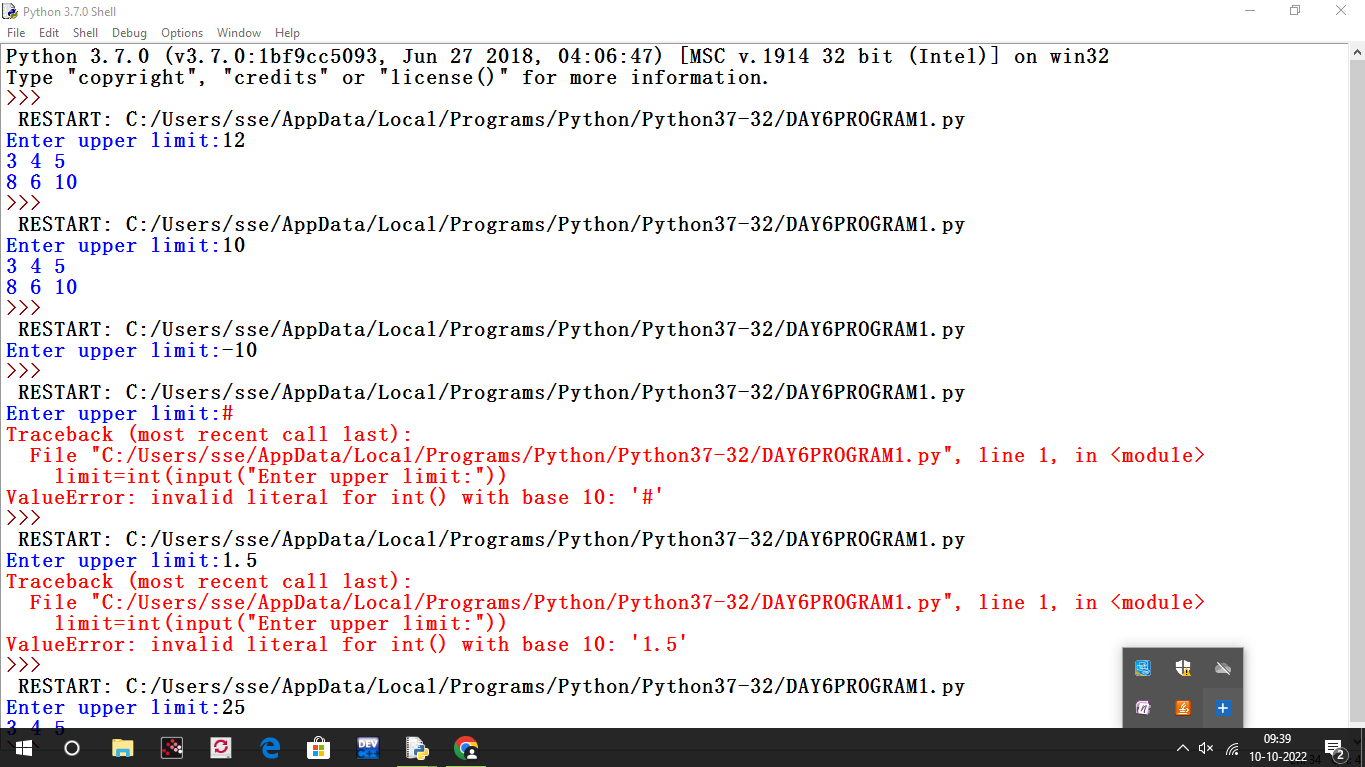 Python 3.7.0 Shell
File Edit Shell Debug Options Window Help
Python 3.7.0 (v3.7.0:1bf9cc5093, Jun 27 2018, 04:06:47) [MSC v.1914 32 bit (Intel)] on win32
Type "copyright", "credits" or "license()" for more information.
>>>
 RESTART: C:/Users/sse/AppData/Local/Programs/Python/Python37-32/DAY6PROGRAM1.py
Enter upper limit:12
3 4 5
8 6 10
>>>
 RESTART: C:/Users/sse/AppData/Local/Programs/Python/Python37-32/DAY6PROGRAM1.py
Enter upper limit:10
3 4 5
8 6 10
>>>
 RESTART: C:/Users/sse/AppData/Local/Programs/Python/Python37-32/DAY6PROGRAM1.py
Enter upper limit:-10
>>>
 RESTART: C:/Users/sse/AppData/Local/Programs/Python/Python37-32/DAY6PROGRAM1.py
Enter upper limit:#
Traceback (most recent call last):
  File "C:/Users/sse/AppData/Local/Programs/Python/Python37-32/DAY6PROGRAM1.py", line 1, in <module>
    limit=int(input("Enter upper limit:"))
ValueError: invalid literal for int() with base 10: '#'
>>>
 RESTART: C:/Users/sse/AppData/Local/Programs/Python/Python37-32/DAY6PROGRAM1.py
Enter upper limit:1.5
Traceback (most recent call last):
  File "C:/Users/sse/AppData/Local/Programs/Python/Python37-32/DAY6PROGRAM1.py", line 1, in <module>
    limit=int(input("Enter upper limit:"))
ValueError: invalid literal for int() with base 10: '1.5'
>>>
 RESTART: C:/Users/sse/AppData/Local/Programs/Python/Python37-32/DAY6PROGRAM1.py
Enter upper limit:25
3 4 5
DEV
09:39
10-10-2022
2